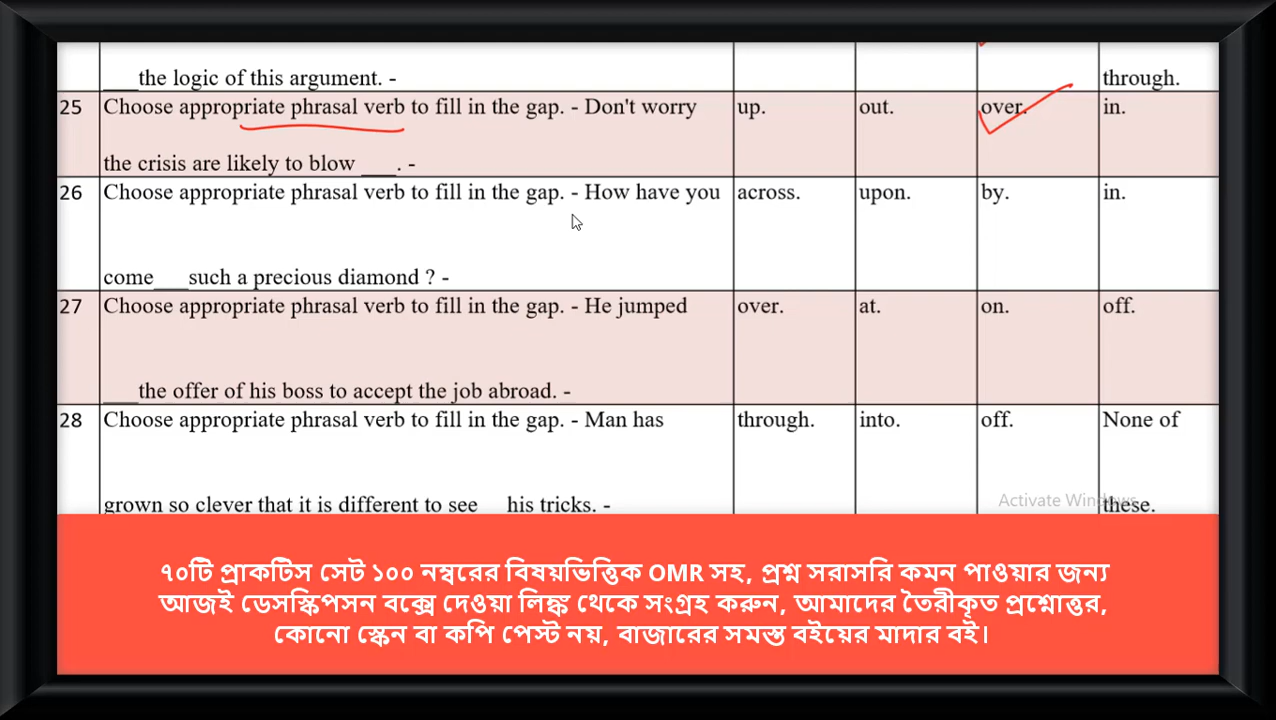 ___the logic of this argument. - through.
25 Choose appropriate phrasal verb to fill in the gap. - Don't worry up. out. over. in.
the crisis are likely to blow ___. -
26 Choose appropriate phrasal verb to fill in the gap. - How have you across. upon. by. in.
come___such a precious diamond ? -
27 Choose appropriate phrasal verb to fill in the gap. - He jumped over. at. on. off.
___the offer of his boss to accept the job abroad. -
28 Choose appropriate phrasal verb to fill in the gap. - Man has through. into. off. None of
grown so clever that it is different to see __ his tricks. - these.
Activate Windows
৭০টি প্রাকটিস সেট ১০০ নম্বরের বিষয়ভিত্তিক OMR সহ, প্রশ্ন সরাসরি কমন পাওয়ার জন্য
আজই ডেসস্কিপসন বক্সে দেওয়া লিঙ্ক থেকে সংগ্রহ করুন, আমাদের তৈরীকৃত প্রশ্নোত্তর,
কোনো স্কেন বা কপি পেস্ট নয়, বাজারের সমস্ত বইয়ের মাদার বই।